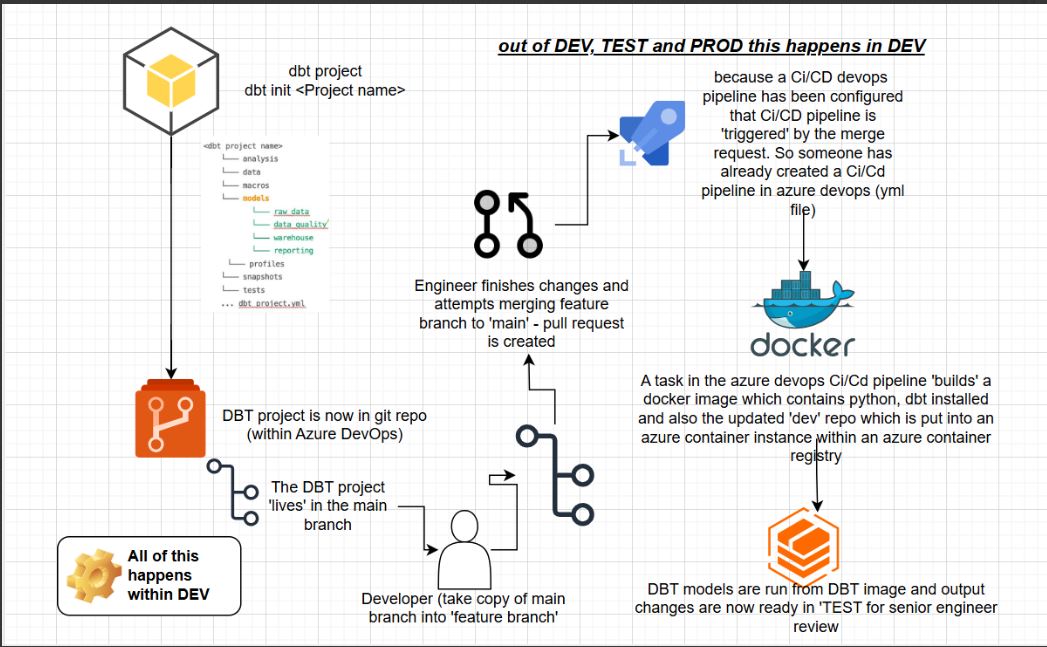 out of DEV, TEST and PROD this happens in DEV
dbt project
dbt init <Project name>
<dbt project name>
analysis
data
macros
models
raw_data
data_quality
warehouse
reporting
profiles
snapshots
tests
... dbt_project.yml
DBT project is now in git repo
(within Azure DevOps)
The DBT project
'lives' in the main
branch
All of this
happens
within DEV
Developer (take copy of main
branch into 'feature branch'
Engineer finishes changes and
attempts merging feature
branch to 'main' - pull request
is created
because a Ci/CD devops
pipeline has been configured
that Ci/CD pipeline is
'triggered' by the merge
request. So someone has
already created a Ci/Cd
pipeline in azure devops (yml
file)
docker
A task in the azure devops Ci/Cd pipeline 'builds' a
docker image which contains python, dbt installed
and also the updated 'dev' repo which is put into an
azure container instance within an azure container
registry
DBT models are run from DBT image and output
changes are now ready in 'TEST for senior engineer
review